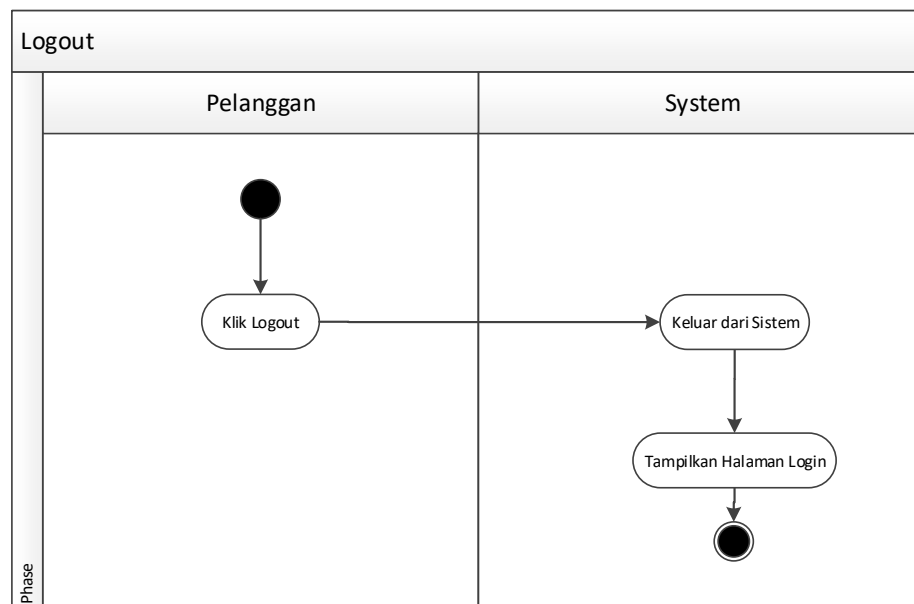 Logout
Pelanggan
System
Klik Logout
Keluar dari Sistem
Tampilkan Halaman Login
Phase